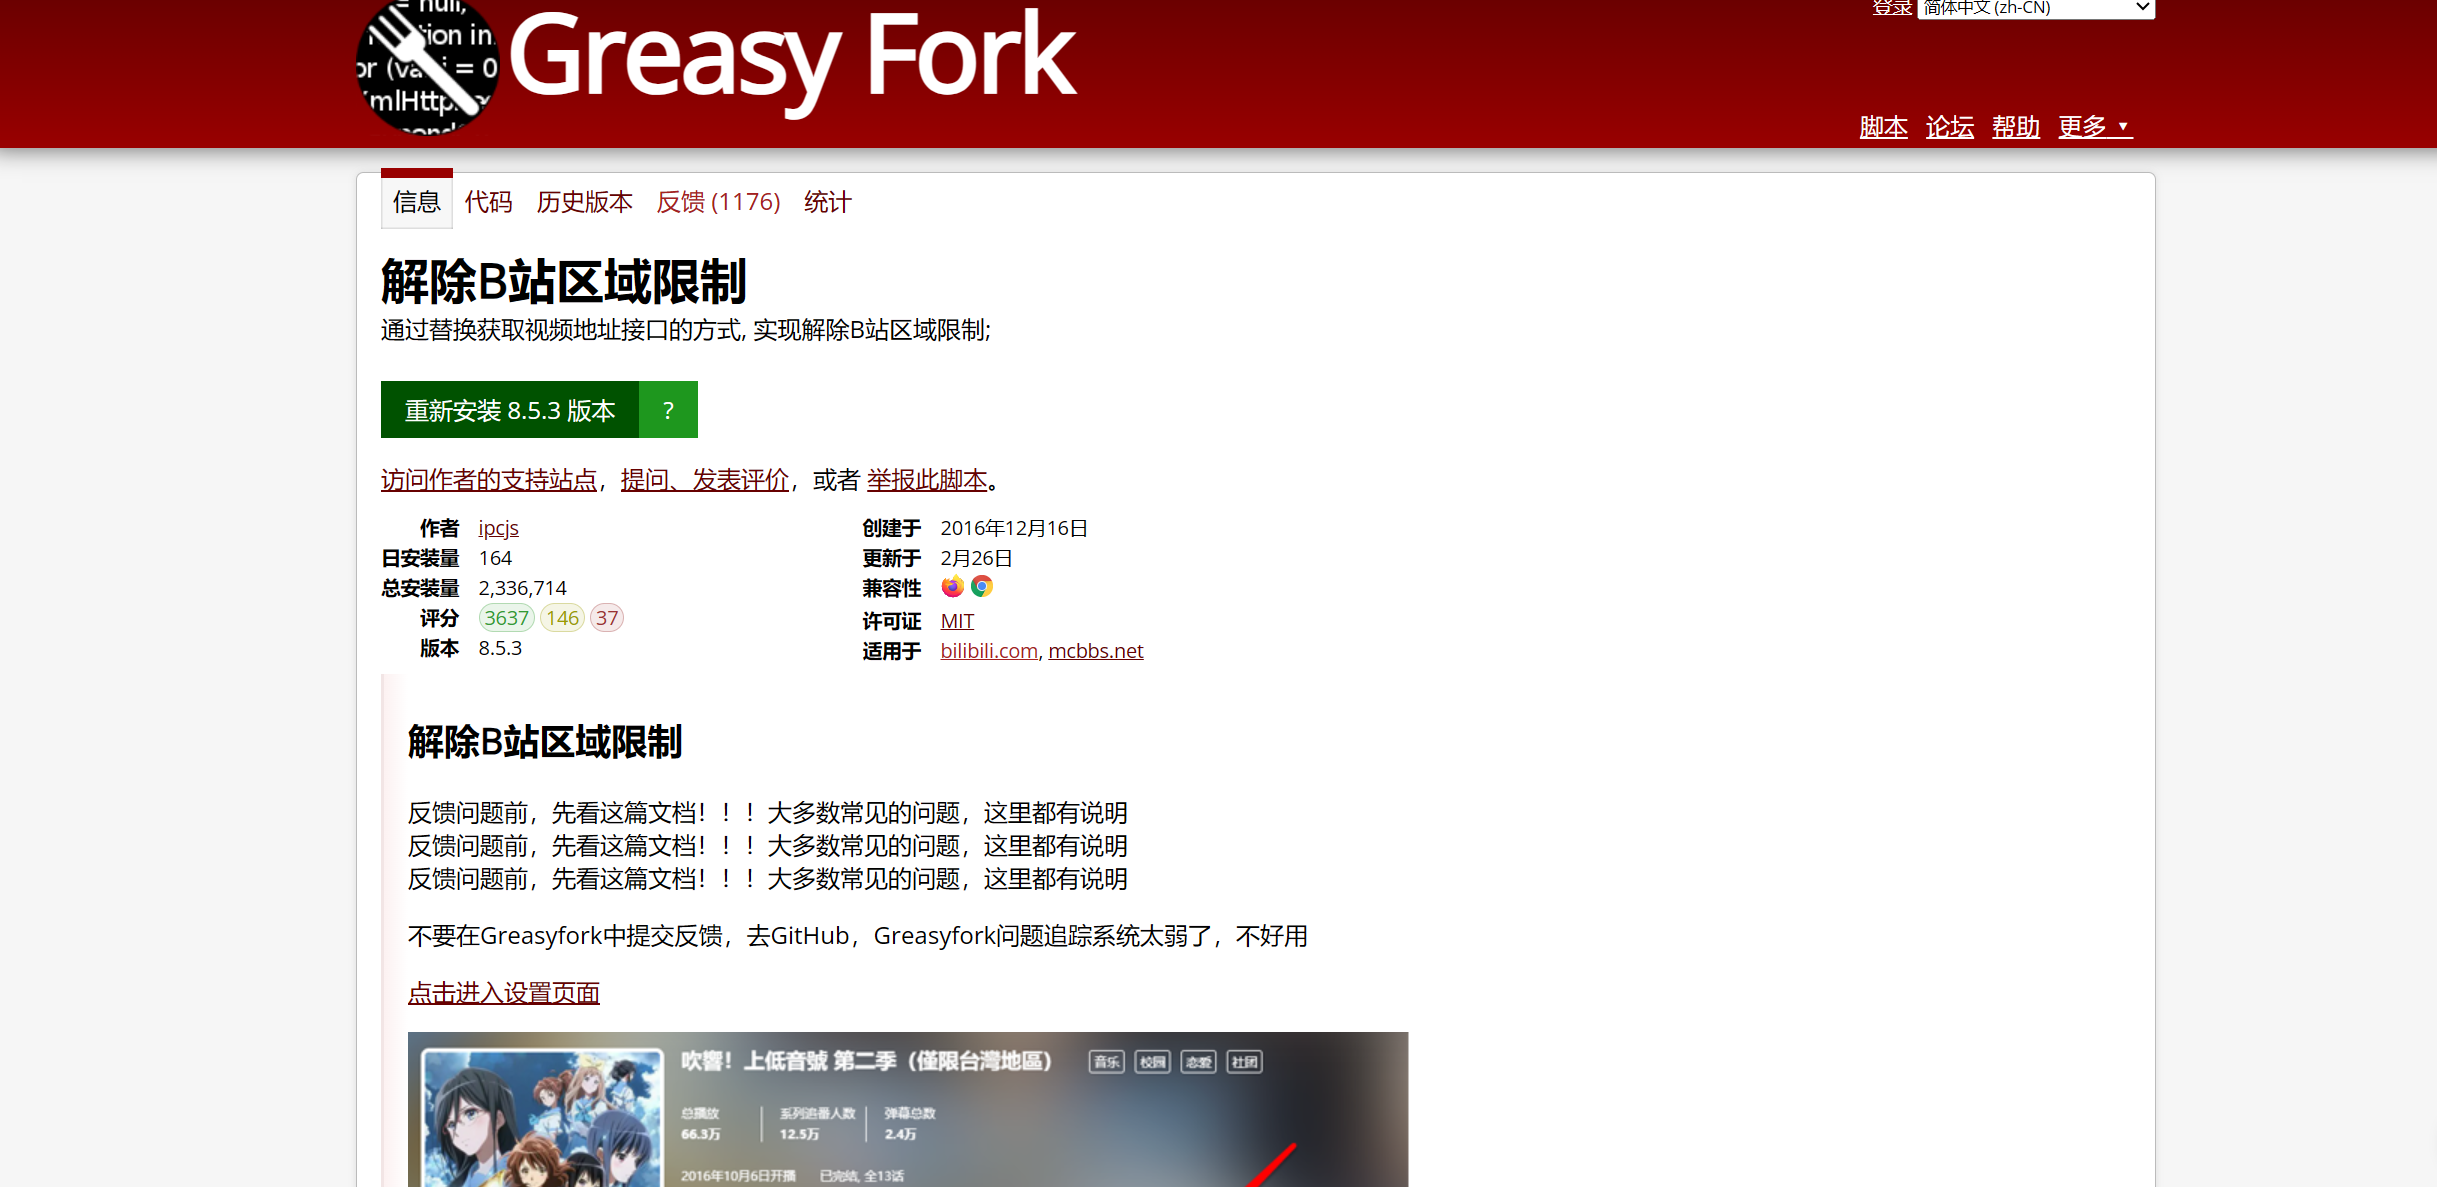 = null,
tion in
or (va i = 0
mlHttp
Greasy Fork
登录 简体中文 (zh-CN)
脚本 论坛 帮助 更多 ▼
信息 代码 历史版本 反馈 (1176) 统计
解除B站区域限制
通过替换获取视频地址接口的方式, 实现解除B站区域限制;
重新安装 8.5.3 版本 ?
访问作者的支持站点，提问、发表评价，或者 举报此脚本。
作者 ipcjs
日安装量 164
总安装量 2,336,714
评分 3637 146 37
版本 8.5.3
创建于 2016年12月16日
更新于 2月26日
兼容性
许可证 MIT
适用于 bilibili.com, mcbbs.net
解除B站区域限制
反馈问题前，先看这篇文档！！！大多数常见的问题，这里都有说明
反馈问题前，先看这篇文档！！！大多数常见的问题，这里都有说明
反馈问题前，先看这篇文档！！！大多数常见的问题，这里都有说明
不要在Greasyfork中提交反馈，去GitHub，Greasyfork问题追踪系统太弱了，不好用
点击进入设置页面
吹響！上低音號 第二季（僅限台灣地區） 音乐 校园 恋爱 社团
总播放 系列追番人数 弹幕总数
66.3万 12.5万 2.4万
2016年10月6日开播 已完结, 全13话